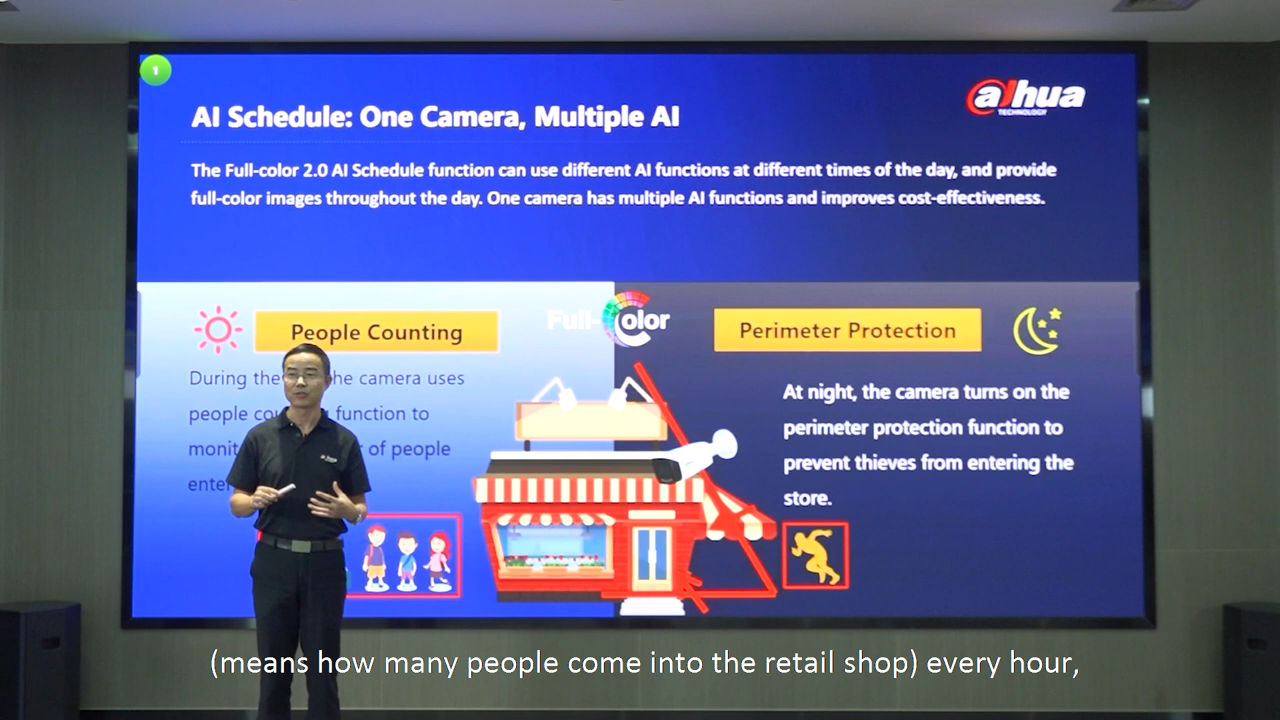 1
AI Schedule: One Camera, Multiple AI
alhua
TECHNOLOGY
The Full-color 2.0 AI Schedule function can use different AI functions at different times of the day, and provide
full-color images throughout the day. One camera has multiple AI functions and improves cost-effectiveness.
People Counting
During the he camera uses
people cou function to
monit r of people
enter
Full-Color
Perimeter Protection
At night, the camera turns on the
perimeter protection function to
prevent thieves from entering the
store.
(means how many people come into the retail shop) every hour,